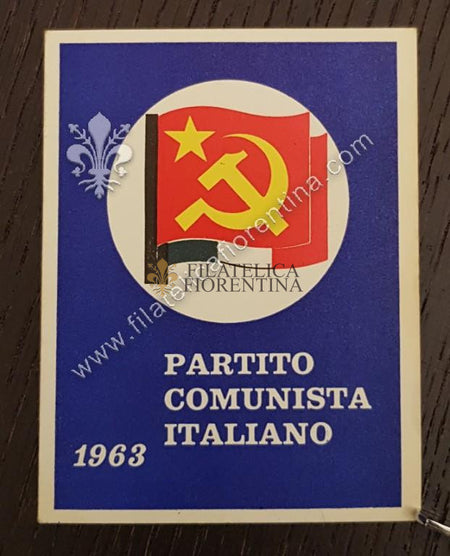 www.filatelicafiorentina.com
FILATELICA
FIORENTINA
PARTITO
COMUNISTA
ITALIANO
1963